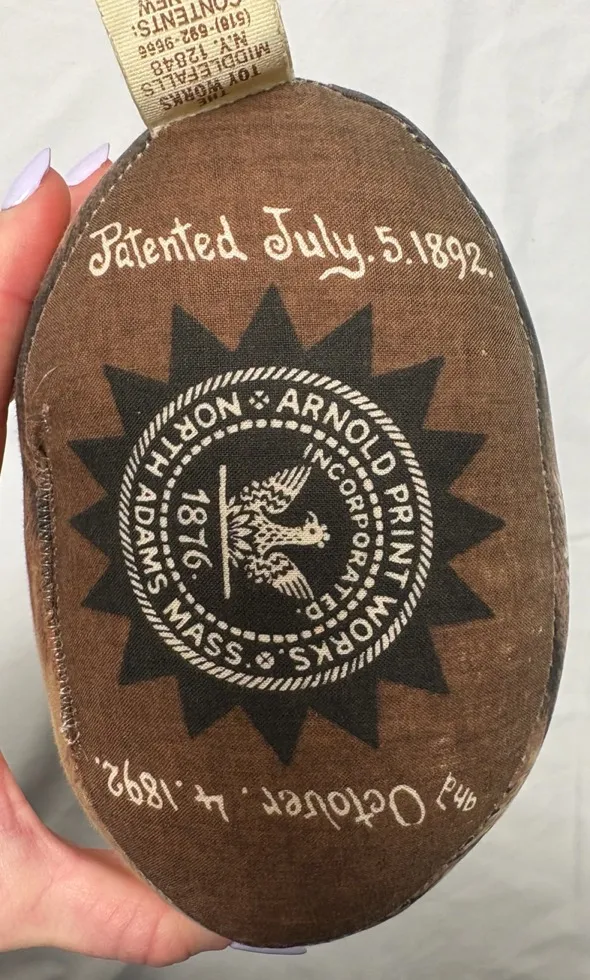 THE
TOY WORKS
MIDDLEFALLS
N.Y. 12848
(518)-692-9666
CONTENTS:
NEW
Patented July. 5. 1892.
NORTH ADAMS MASS. ARNOLD PRINT WORKS.
INCORPORATED.
1876.
and October. 4. 1892.